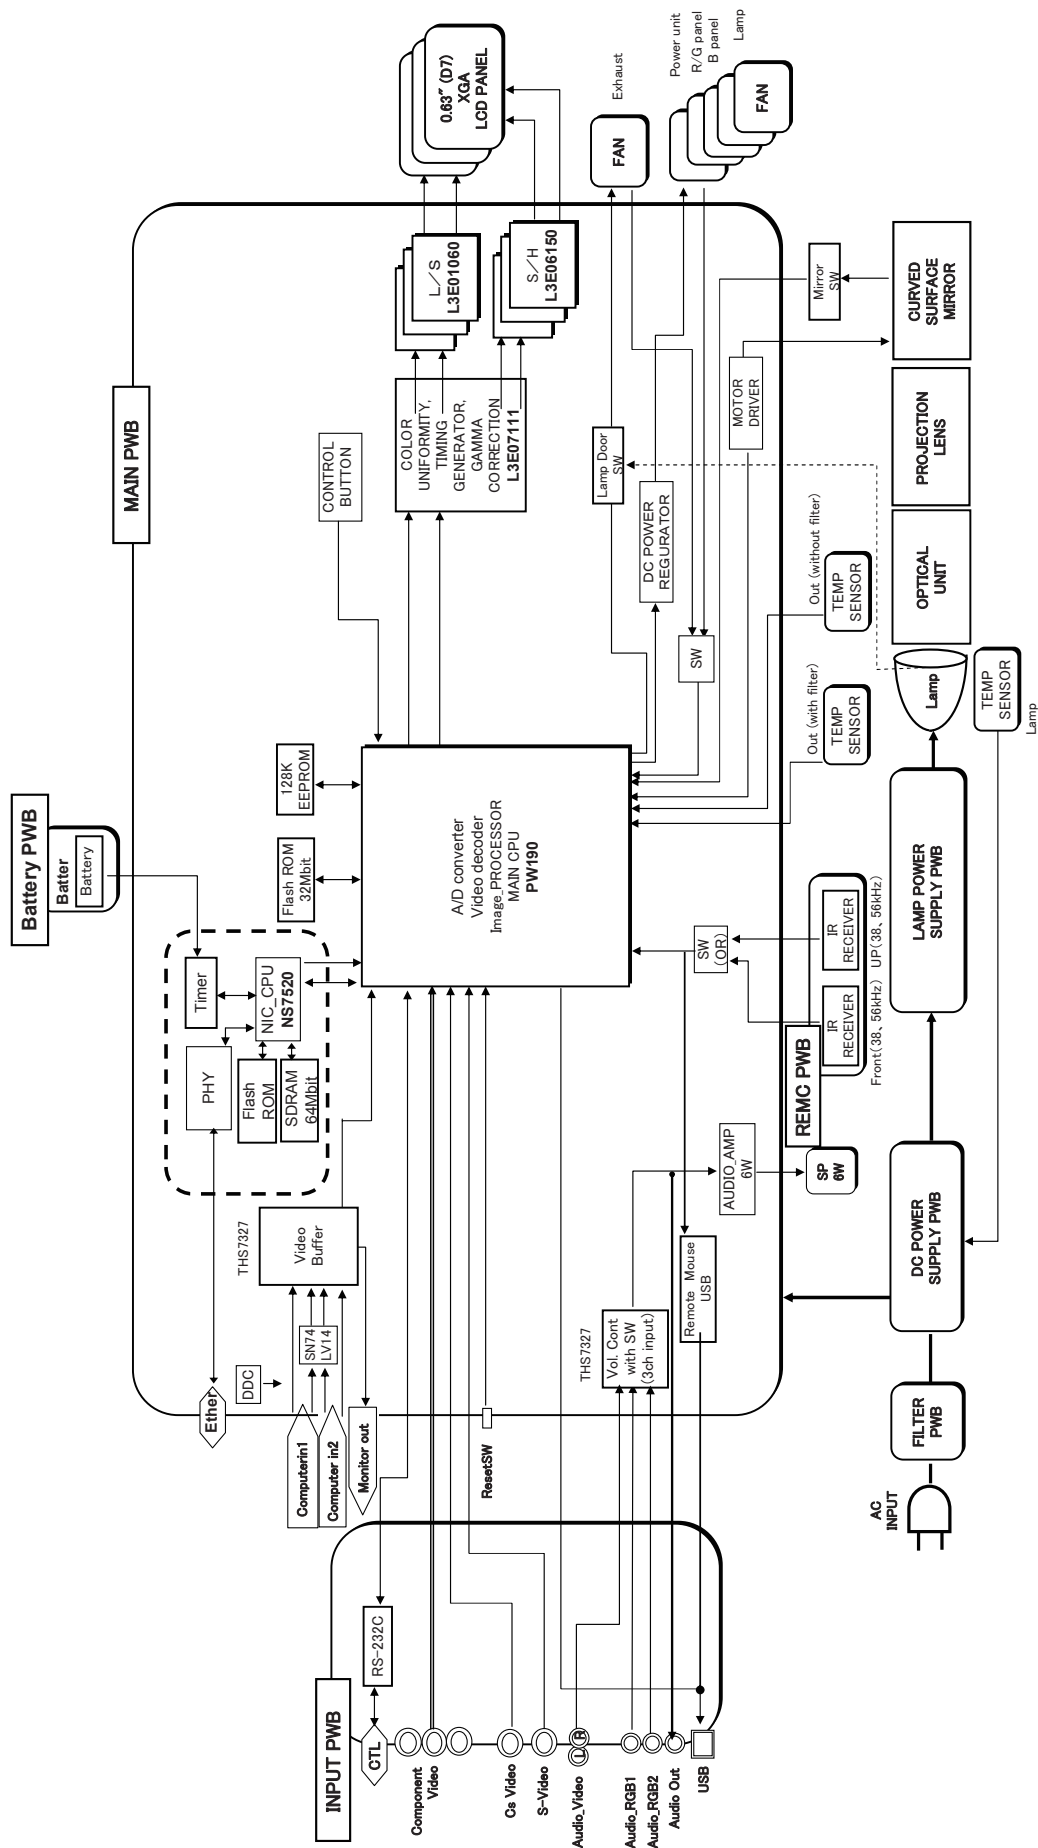 INPUT PWB
CTL
RS-232C
Component
Video
Cs Video
S-Video
Audio_Video
L
R
Audio_RGB1
Audio_RGB2
Audio Out
USB
MAIN PWB
Battery PWB
Batter
Battery
Ether
DDC
Computerin1
Computer in2
Monitor out
ResetSW
SN74
LV14
THS7327
Video
Buffer
PHY
Timer
NIC_CPU
NS7520
Flash
ROM
SDRAM
64Mbit
Flash ROM
32Mbit
128K
EEPROM
CONTROL
BUTTON
A/D converter
Video decoder
Image_PROCESSOR
MAIN CPU
PW190
COLOR
UNIFORMITY,
TIMING
GENERATOR,
GAMMA
CORRECTION
L3E07111
L/S
L3E01060
S/H
L3E06150
0.63" (D7)
XGA
LCD PANEL
THS7327
Vol. Cont
with SW
(3ch input)
Remote Mouse
USB
AUDIO_AMP
6W
SP
6W
SW
(OR)
REMC PWB
IR
RECEIVER
Front(38、56kHz)
IR
RECEIVER
UP(38、56kHz)
SW
DC POWER
REGURATOR
Lamp Door
SW
MOTOR
DRIVER
Mirror
SW
Exhaust
FAN
Power unit
R/G panel
B panel
Lamp
FAN
Out (with filter)
TEMP
SENSOR
Out (without filter)
TEMP
SENSOR
AC
INPUT
FILTER
PWB
DC POWER
SUPPLY PWB
LAMP POWER
SUPPLY PWB
Lamp
TEMP
SENSOR
Lamp
OPTICAL
UNIT
PROJECTION
LENS
CURVED
SURFACE
MIRROR